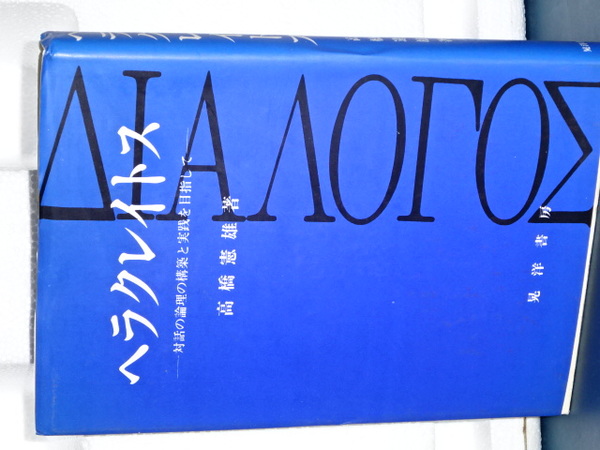 ΔΙΑΛΟΓΟΣ
ヘラクレイトス
――対話の論理の構築と実践を目指して――
高橋憲雄著
晃洋書房